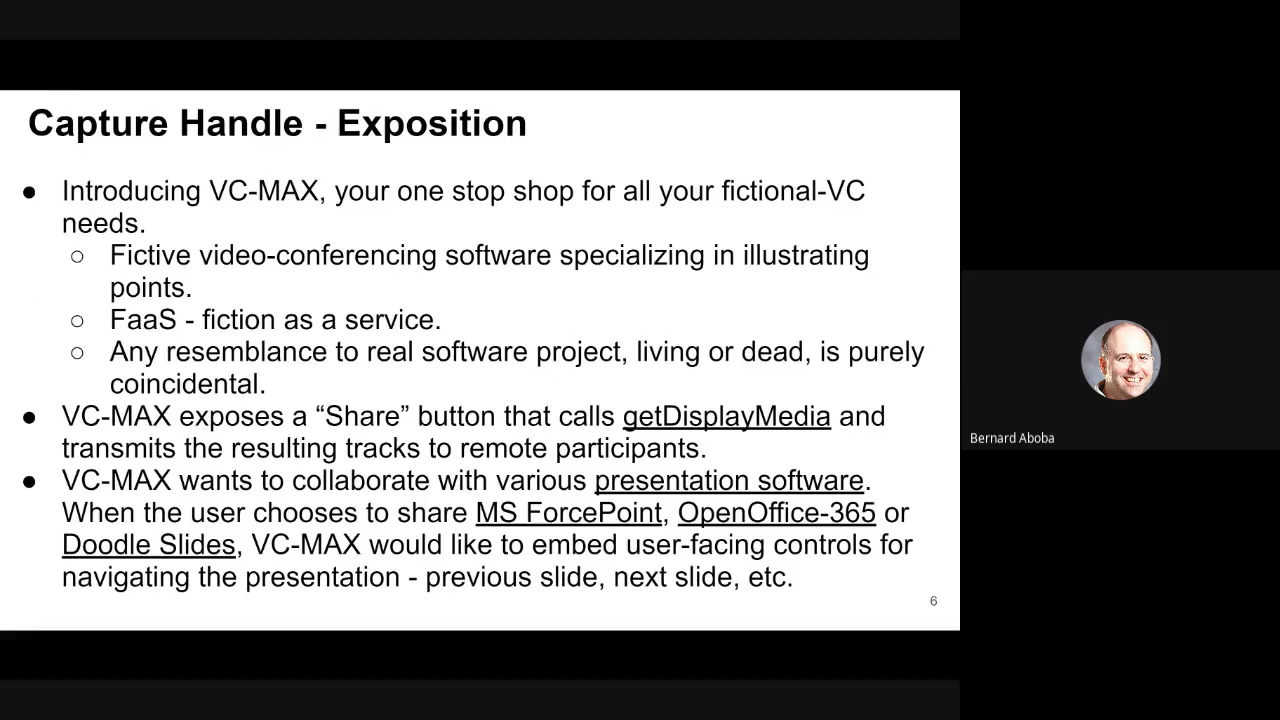 Capture Handle - Exposition
● Introducing VC-MAX, your one stop shop for all your fictional-VC
needs.
○ Fictive video-conferencing software specializing in illustrating
points.
○ FaaS - fiction as a service.
○ Any resemblance to real software project, living or dead, is purely
coincidental.
● VC-MAX exposes a “Share” button that calls getDisplayMedia and
transmits the resulting tracks to remote participants.
● VC-MAX wants to collaborate with various presentation software.
When the user chooses to share MS ForcePoint, OpenOffice-365 or
Doodle Slides, VC-MAX would like to embed user-facing controls for
navigating the presentation - previous slide, next slide, etc.
6
Bernard Aboba